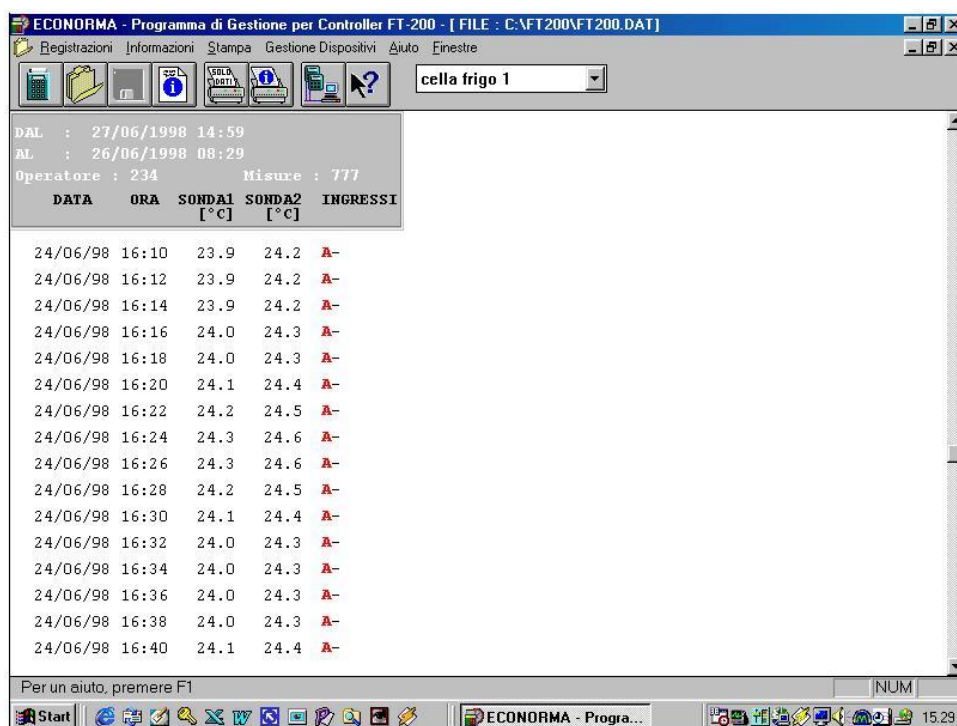 ECONORMA - Programma di Gestione per Controller FT-200 - [ FILE : C:\FT200\FT200.DAT]
Registrazioni Informazioni Stampa Gestione Dispositivi Aiuto Finestre
SOLO DATI cella frigo 1
DAL : 27/06/1998 14:59
AL : 26/06/1998 08:29
Operatore : 234 Misure : 777
DATA ORA SONDA1 SONDA2 INGRESSI
[°C] [°C]
24/06/98 16:10 23.9 24.2 A-
24/06/98 16:12 23.9 24.2 A-
24/06/98 16:14 23.9 24.2 A-
24/06/98 16:16 24.0 24.3 A-
24/06/98 16:18 24.0 24.3 A-
24/06/98 16:20 24.1 24.4 A-
24/06/98 16:22 24.2 24.5 A-
24/06/98 16:24 24.3 24.6 A-
24/06/98 16:26 24.3 24.6 A-
24/06/98 16:28 24.2 24.5 A-
24/06/98 16:30 24.1 24.4 A-
24/06/98 16:32 24.0 24.3 A-
24/06/98 16:34 24.0 24.3 A-
24/06/98 16:36 24.0 24.3 A-
24/06/98 16:38 24.0 24.3 A-
24/06/98 16:40 24.1 24.4 A-
Per un aiuto, premere F1 NUM
Start ECONORMA - Progra... 15.29